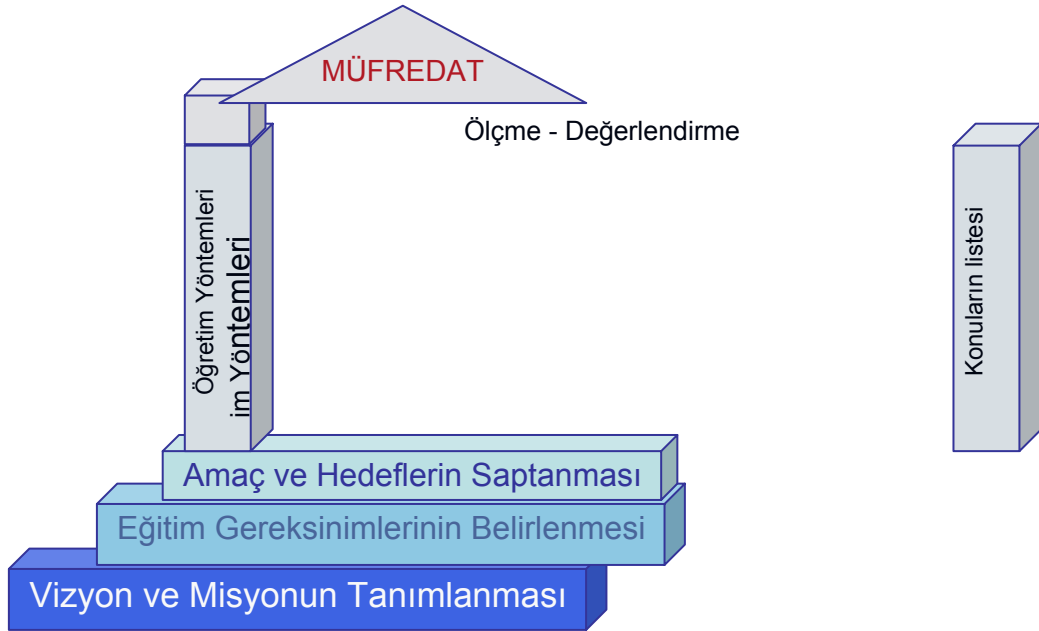 MÜFREDAT
Ölçme - Değerlendirme
Öğretim Yöntemleri
im Yöntemleri
Konuların listesi
Amaç ve Hedeflerin Saptanması
Eğitim Gereksinimlerinin Belirlenmesi
Vizyon ve Misyonun Tanımlanması